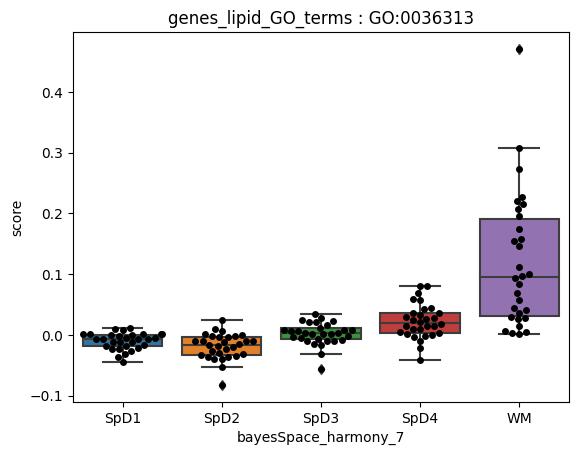 genes_lipid_GO_terms : GO:0036313
score
0.4
0.3
0.2
0.1
0.0
−0.1
SpD1 SpD2 SpD3 SpD4 WM
bayesSpace_harmony_7